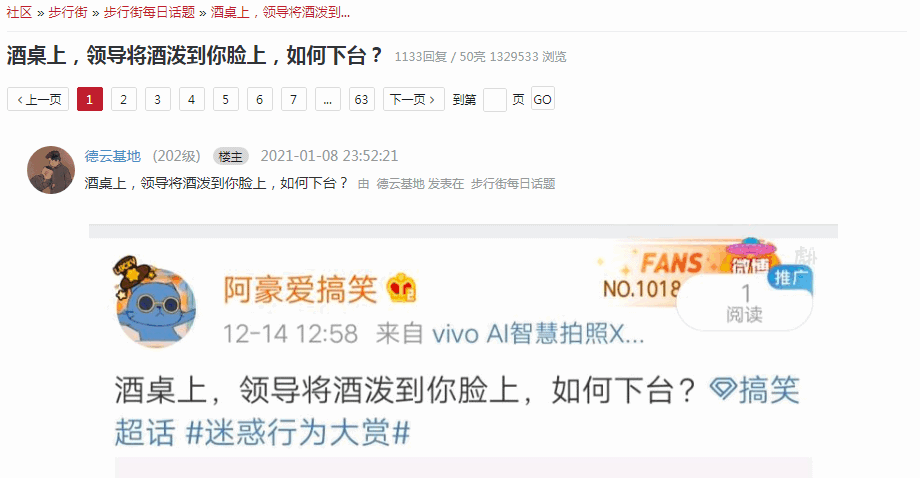 社区 » 步行街 » 步行街每日话题 » 酒桌上，领导将酒泼到...
酒桌上，领导将酒泼到你脸上，如何下台？ 1133回复 / 50亮 1329533 浏览
‹ 上一页 1 2 3 4 5 6 7 ... 63 下一页 › 到第 页 GO
德云基地 (202级) 楼主 2021-01-08 23:52:21
酒桌上，领导将酒泼到你脸上，如何下台？ 由 德云基地 发表在 步行街每日话题
阿豪爱搞笑
FANS 微博
NO.1018
推广
1
阅读
12-14 12:58 来自 vivo AI智慧拍照X...
酒桌上，领导将酒泼到你脸上，如何下台？搞笑
超话 #迷惑行为大赏#